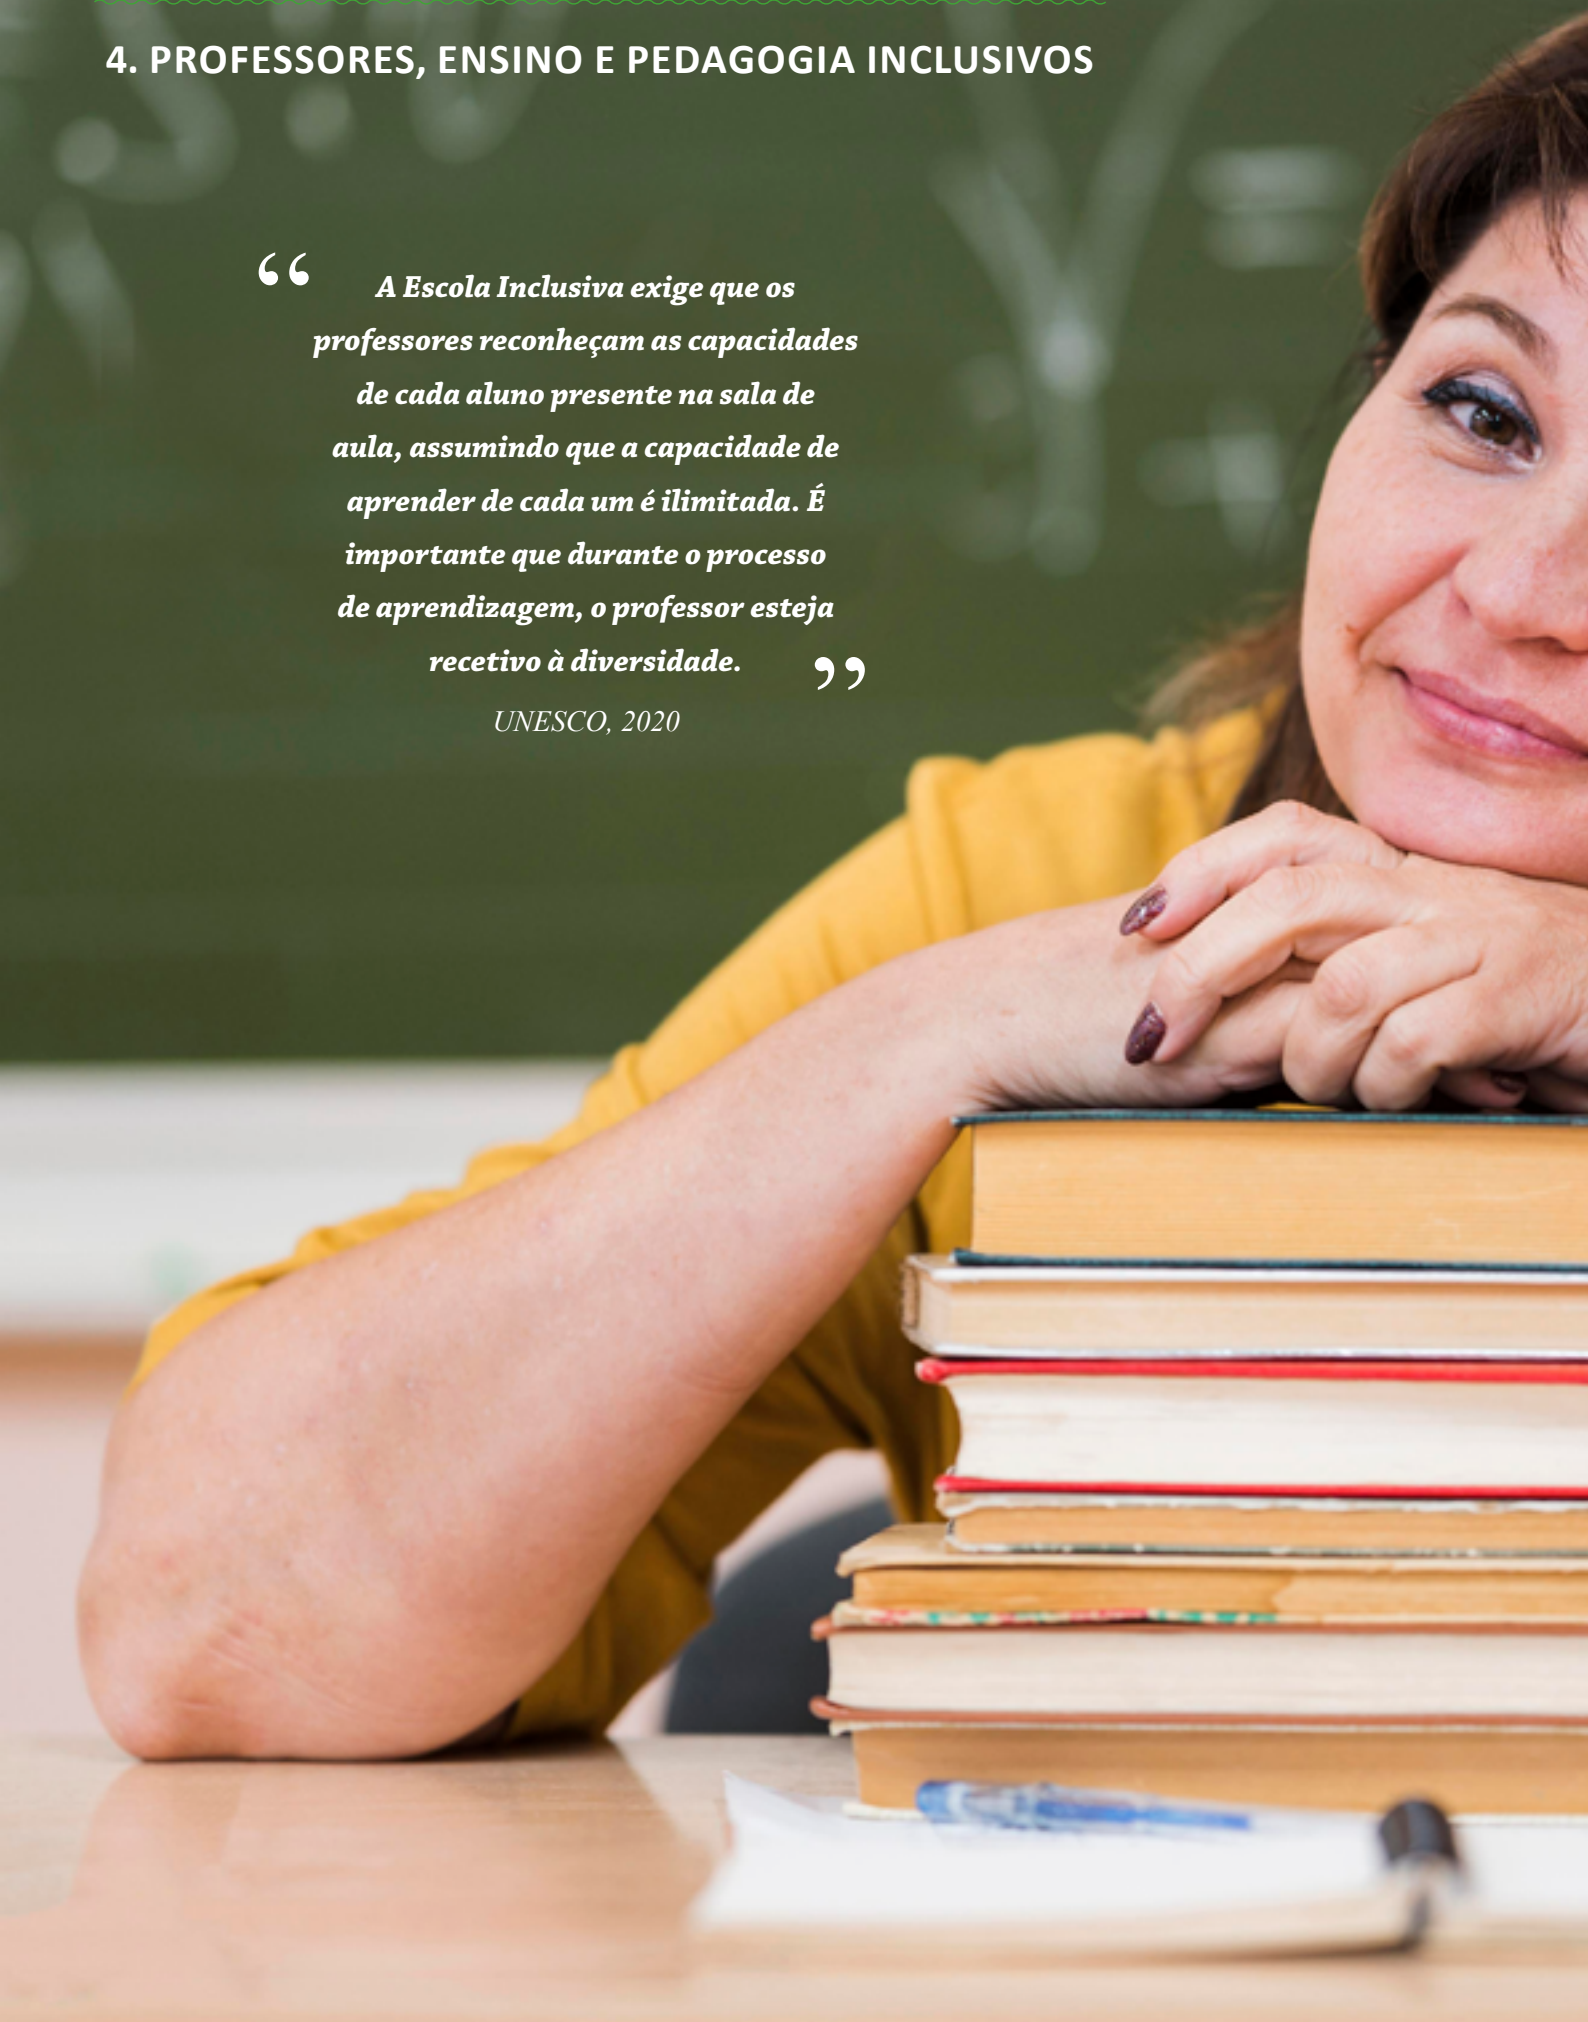 4. PROFESSORES, ENSINO E PEDAGOGIA INCLUSIVOS
“ A Escola Inclusiva exige que os
professores reconheçam as capacidades
de cada aluno presente na sala de
aula, assumindo que a capacidade de
aprender de cada um é ilimitada. É
importante que durante o processo
de aprendizagem, o professor esteja
recetivo à diversidade. ”
UNESCO, 2020